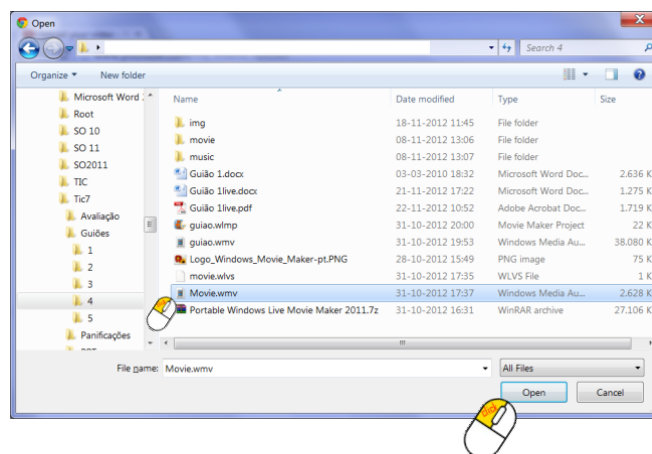 Open
Search 4
Organize New folder
Microsoft Word
Root
SO 10
SO 11
SO2011
TIC
Tic7
Avaliação
Guiões
1
2
3
4
5
Panificações
Name Date modified Type Size
img 18-11-2012 11:45 File folder
movie 08-11-2012 13:06 File folder
music 08-11-2012 13:07 File folder
Guião 1.docx 03-03-2010 18:32 Microsoft Word Doc... 2.636 K
Guião 1live.docx 21-11-2012 17:22 Microsoft Word Doc... 1.275 K
Guião 1live.pdf 22-11-2012 10:52 Adobe Acrobat Doc... 1.719 K
guiao.wlmp 31-10-2012 20:00 Movie Maker Project 22 K
guiao.wmv 31-10-2012 19:53 Windows Media Au... 38.080 K
Logo_Windows_Movie_Maker-pt.PNG 28-10-2012 15:49 PNG image 75 K
movie.wlvs 31-10-2012 17:35 WLVS File 1 K
Movie.wmv 31-10-2012 17:37 Windows Media Au... 2.628 K
Portable Windows Live Movie Maker 2011.7z 31-10-2012 16:31 WinRAR archive 27.106 K
File name: Movie.wmv All Files
Open Cancel